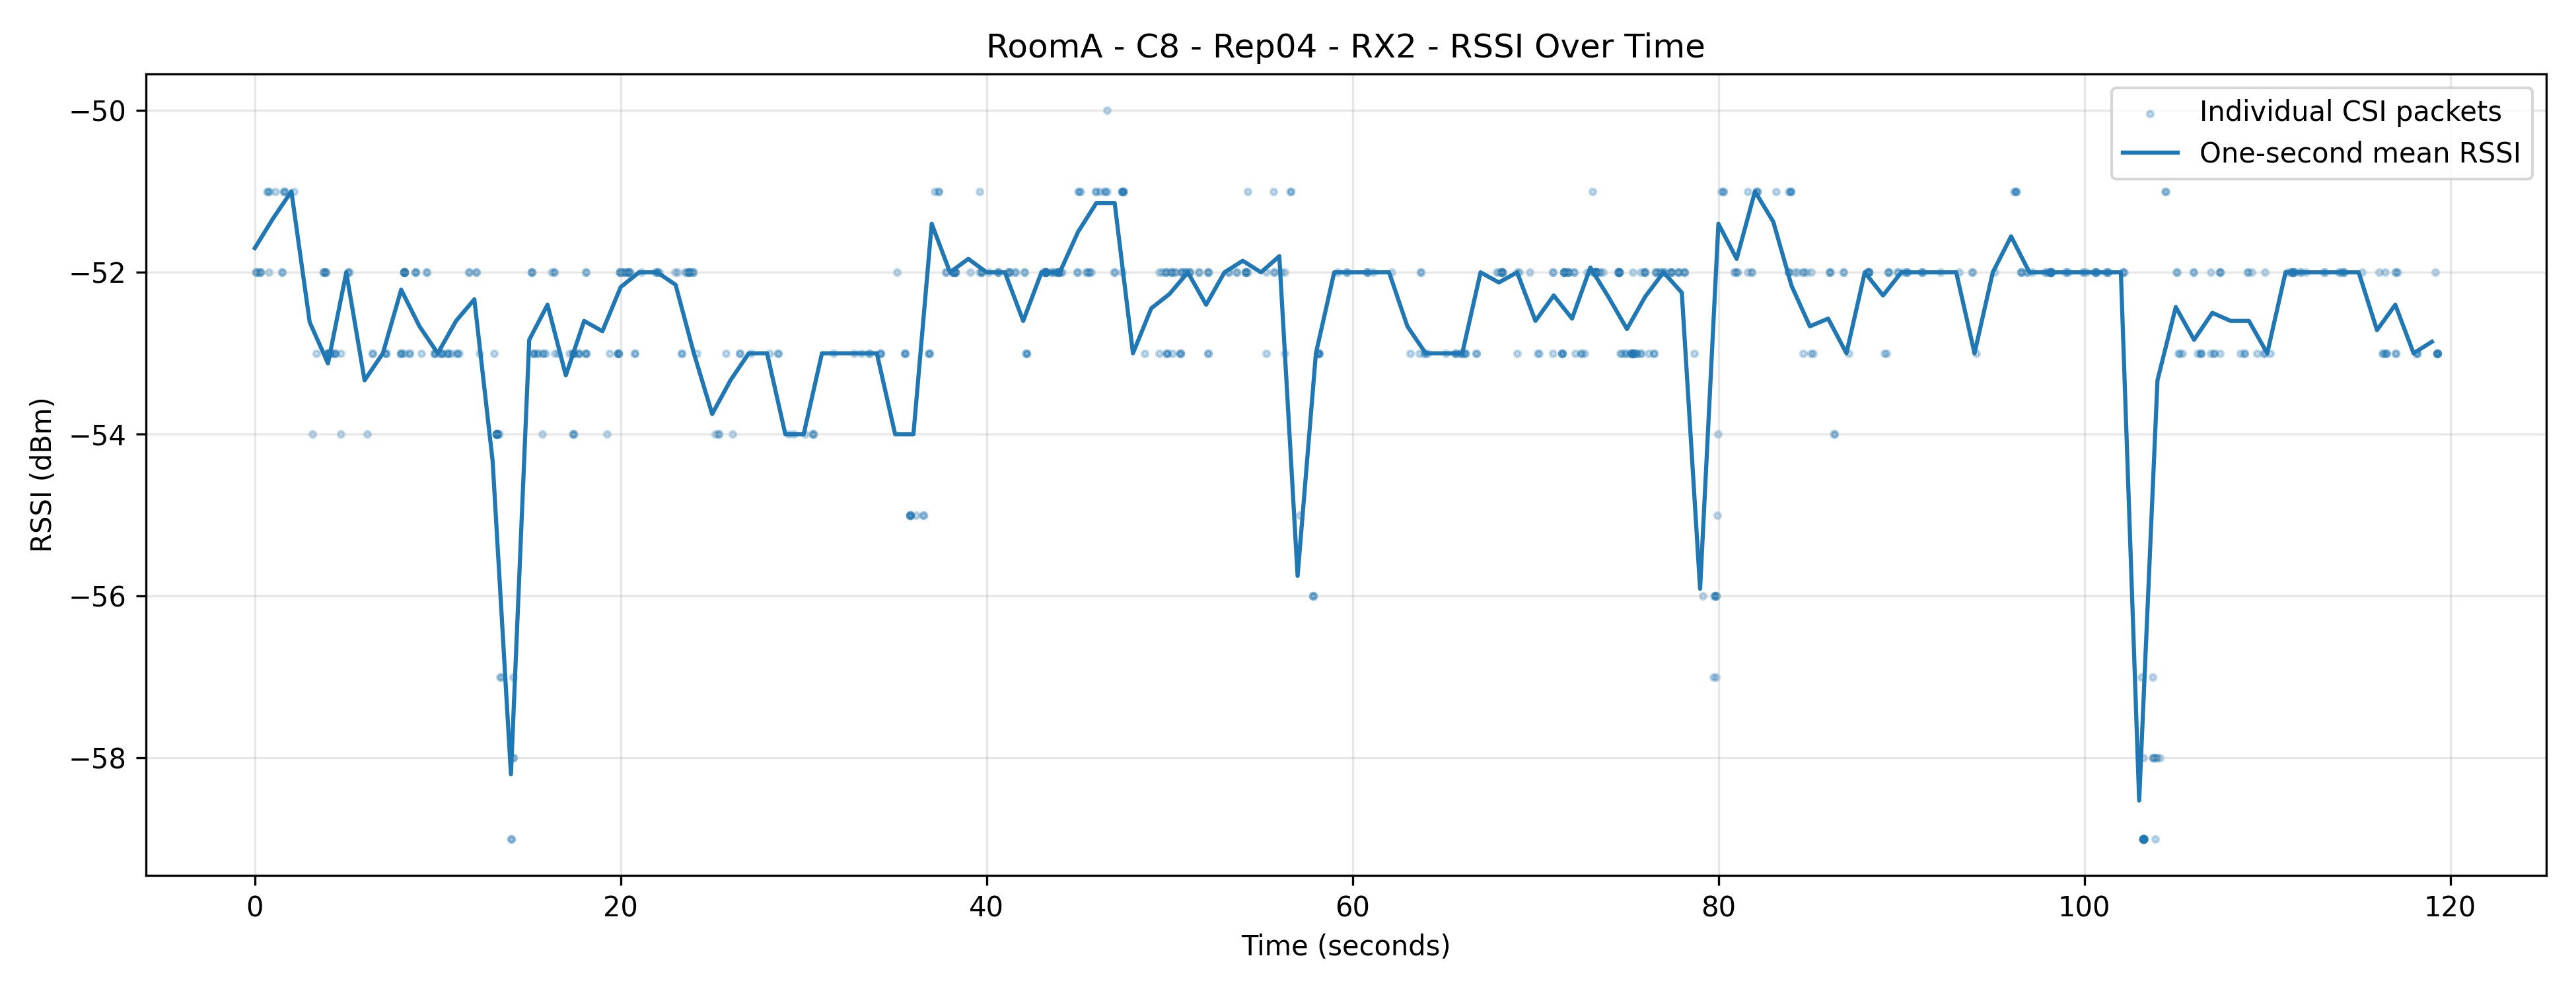 RoomA - C8 - Rep04 - RX2 - RSSI Over Time
Individual CSI packets
One-second mean RSSI
RSSI (dBm)
−50
−52
−54
−56
−58
0 20 40 60 80 100 120
Time (seconds)